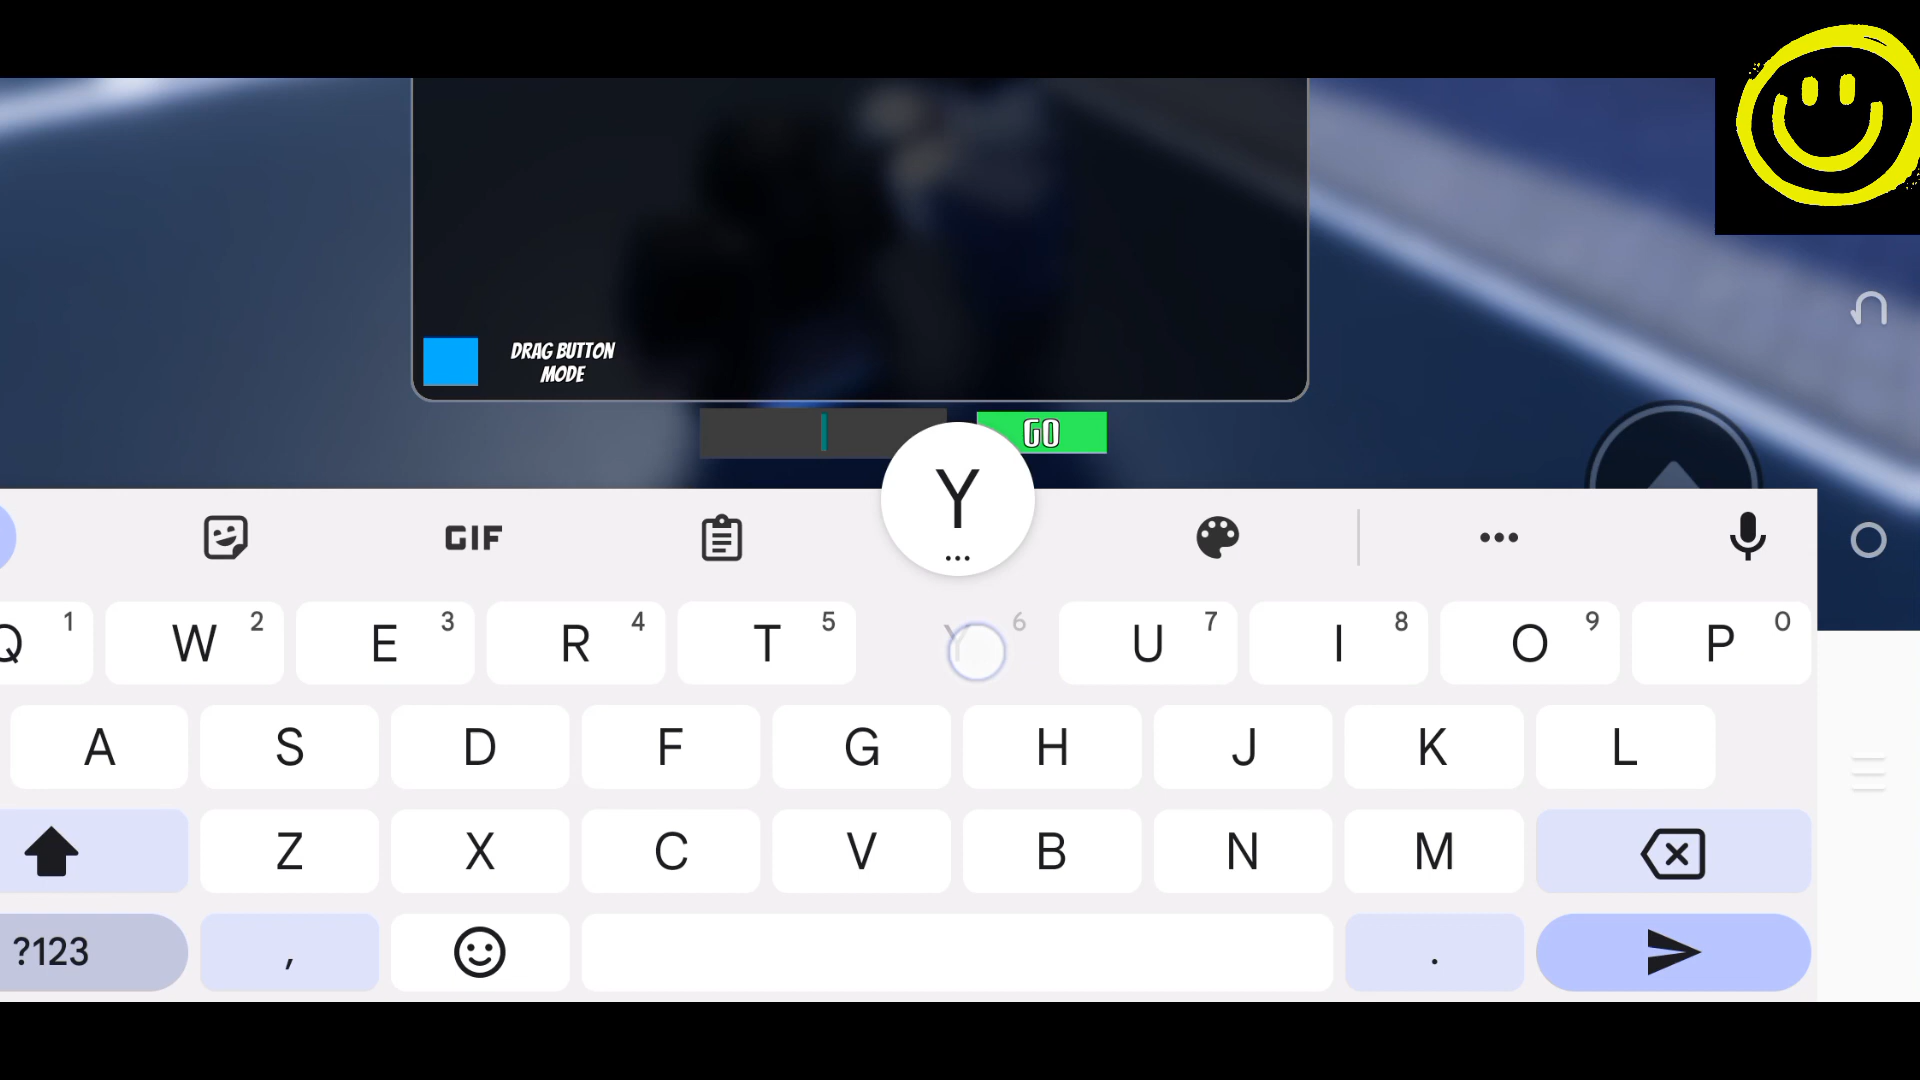 DRAG BUTTON
MODE
GO
Y
...
GIF
Q 1 W 2 E 3 R 4 T 5 Y 6 U 7 I 8 O 9 P 0
A S D F G H J K L
Z X C V B N M
?123 , .